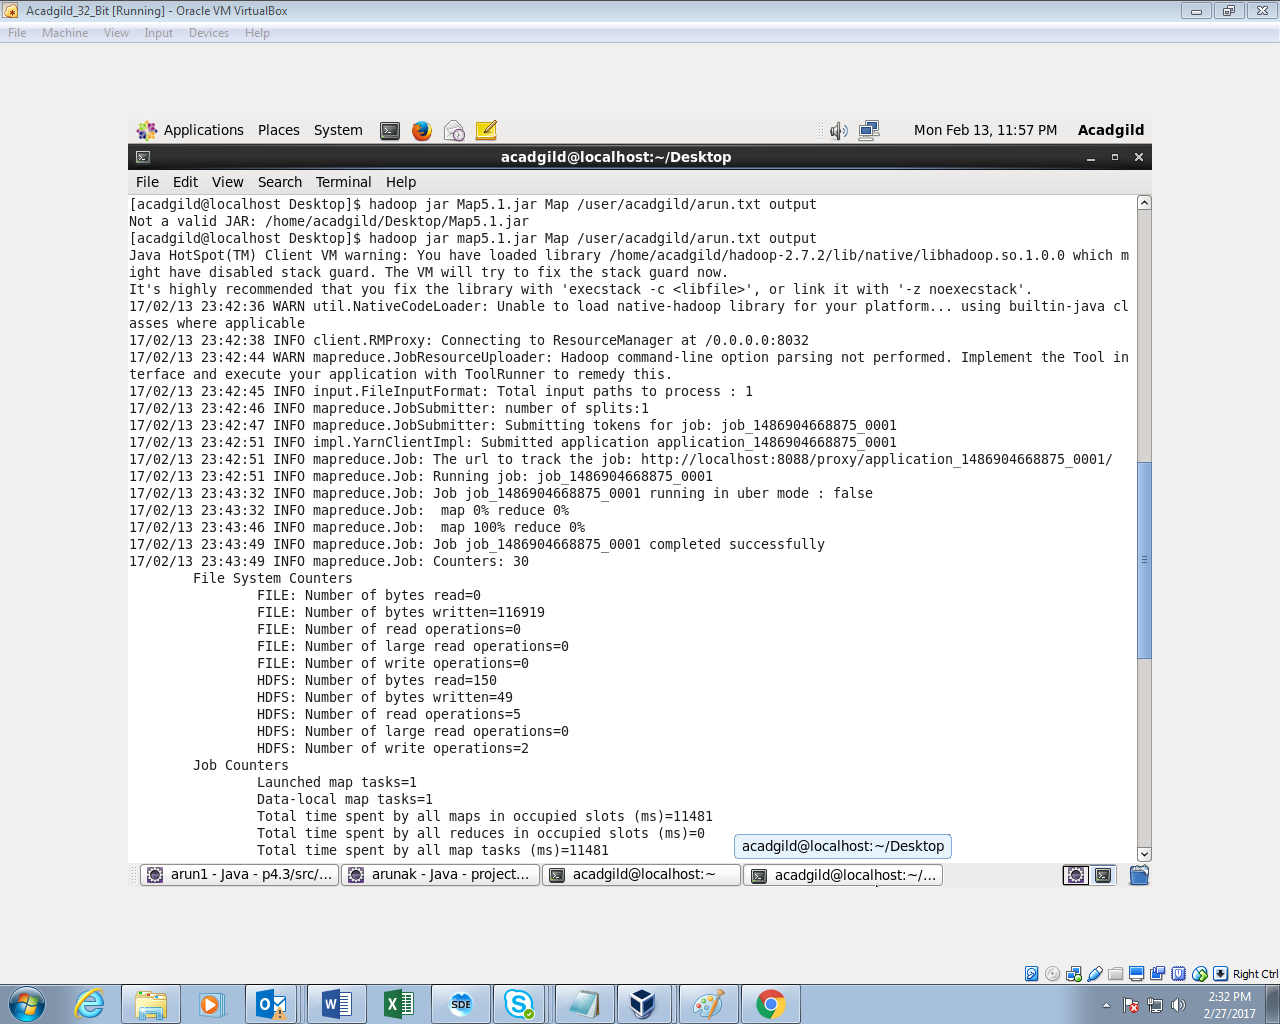 Acadgild_32_Bit [Running] - Oracle VM VirtualBox
File Machine View Input Devices Help
Applications Places System Mon Feb 13, 11:57 PM Acadgild
acadgild@localhost:~/Desktop
File Edit View Search Terminal Help
[acadgild@localhost Desktop]$ hadoop jar Map5.1.jar Map /user/acadgild/arun.txt output
Not a valid JAR: /home/acadgild/Desktop/Map5.1.jar
[acadgild@localhost Desktop]$ hadoop jar map5.1.jar Map /user/acadgild/arun.txt output
Java HotSpot(TM) Client VM warning: You have loaded library /home/acadgild/hadoop-2.7.2/lib/native/libhadoop.so.1.0.0 which m
ight have disabled stack guard. The VM will try to fix the stack guard now.
It's highly recommended that you fix the library with 'execstack -c <libfile>', or link it with '-z noexecstack'.
17/02/13 23:42:36 WARN util.NativeCodeLoader: Unable to load native-hadoop library for your platform... using builtin-java cl
asses where applicable
17/02/13 23:42:38 INFO client.RMProxy: Connecting to ResourceManager at /0.0.0.0:8032
17/02/13 23:42:44 WARN mapreduce.JobResourceUploader: Hadoop command-line option parsing not performed. Implement the Tool in
terface and execute your application with ToolRunner to remedy this.
17/02/13 23:42:45 INFO input.FileInputFormat: Total input paths to process : 1
17/02/13 23:42:46 INFO mapreduce.JobSubmitter: number of splits:1
17/02/13 23:42:47 INFO mapreduce.JobSubmitter: Submitting tokens for job: job_1486904668875_0001
17/02/13 23:42:51 INFO impl.YarnClientImpl: Submitted application application_1486904668875_0001
17/02/13 23:42:51 INFO mapreduce.Job: The url to track the job: http://localhost:8088/proxy/application_1486904668875_0001/
17/02/13 23:42:51 INFO mapreduce.Job: Running job: job_1486904668875_0001
17/02/13 23:43:32 INFO mapreduce.Job: Job job_1486904668875_0001 running in uber mode : false
17/02/13 23:43:32 INFO mapreduce.Job:  map 0% reduce 0%
17/02/13 23:43:46 INFO mapreduce.Job:  map 100% reduce 0%
17/02/13 23:43:49 INFO mapreduce.Job: Job job_1486904668875_0001 completed successfully
17/02/13 23:43:49 INFO mapreduce.Job: Counters: 30
File System Counters
FILE: Number of bytes read=0
FILE: Number of bytes written=116919
FILE: Number of read operations=0
FILE: Number of large read operations=0
FILE: Number of write operations=0
HDFS: Number of bytes read=150
HDFS: Number of bytes written=49
HDFS: Number of read operations=5
HDFS: Number of large read operations=0
HDFS: Number of write operations=2
Job Counters
Launched map tasks=1
Data-local map tasks=1
Total time spent by all maps in occupied slots (ms)=11481
Total time spent by all reduces in occupied slots (ms)=0
Total time spent by all map tasks (ms)=11481
acadgild@localhost:~/Desktop
arun1 - Java - p4.3/src/... arunak - Java - project... acadgild@localhost:~ acadgild@localhost:~/...
Right Ctrl
SDE
2:32 PM
2/27/2017